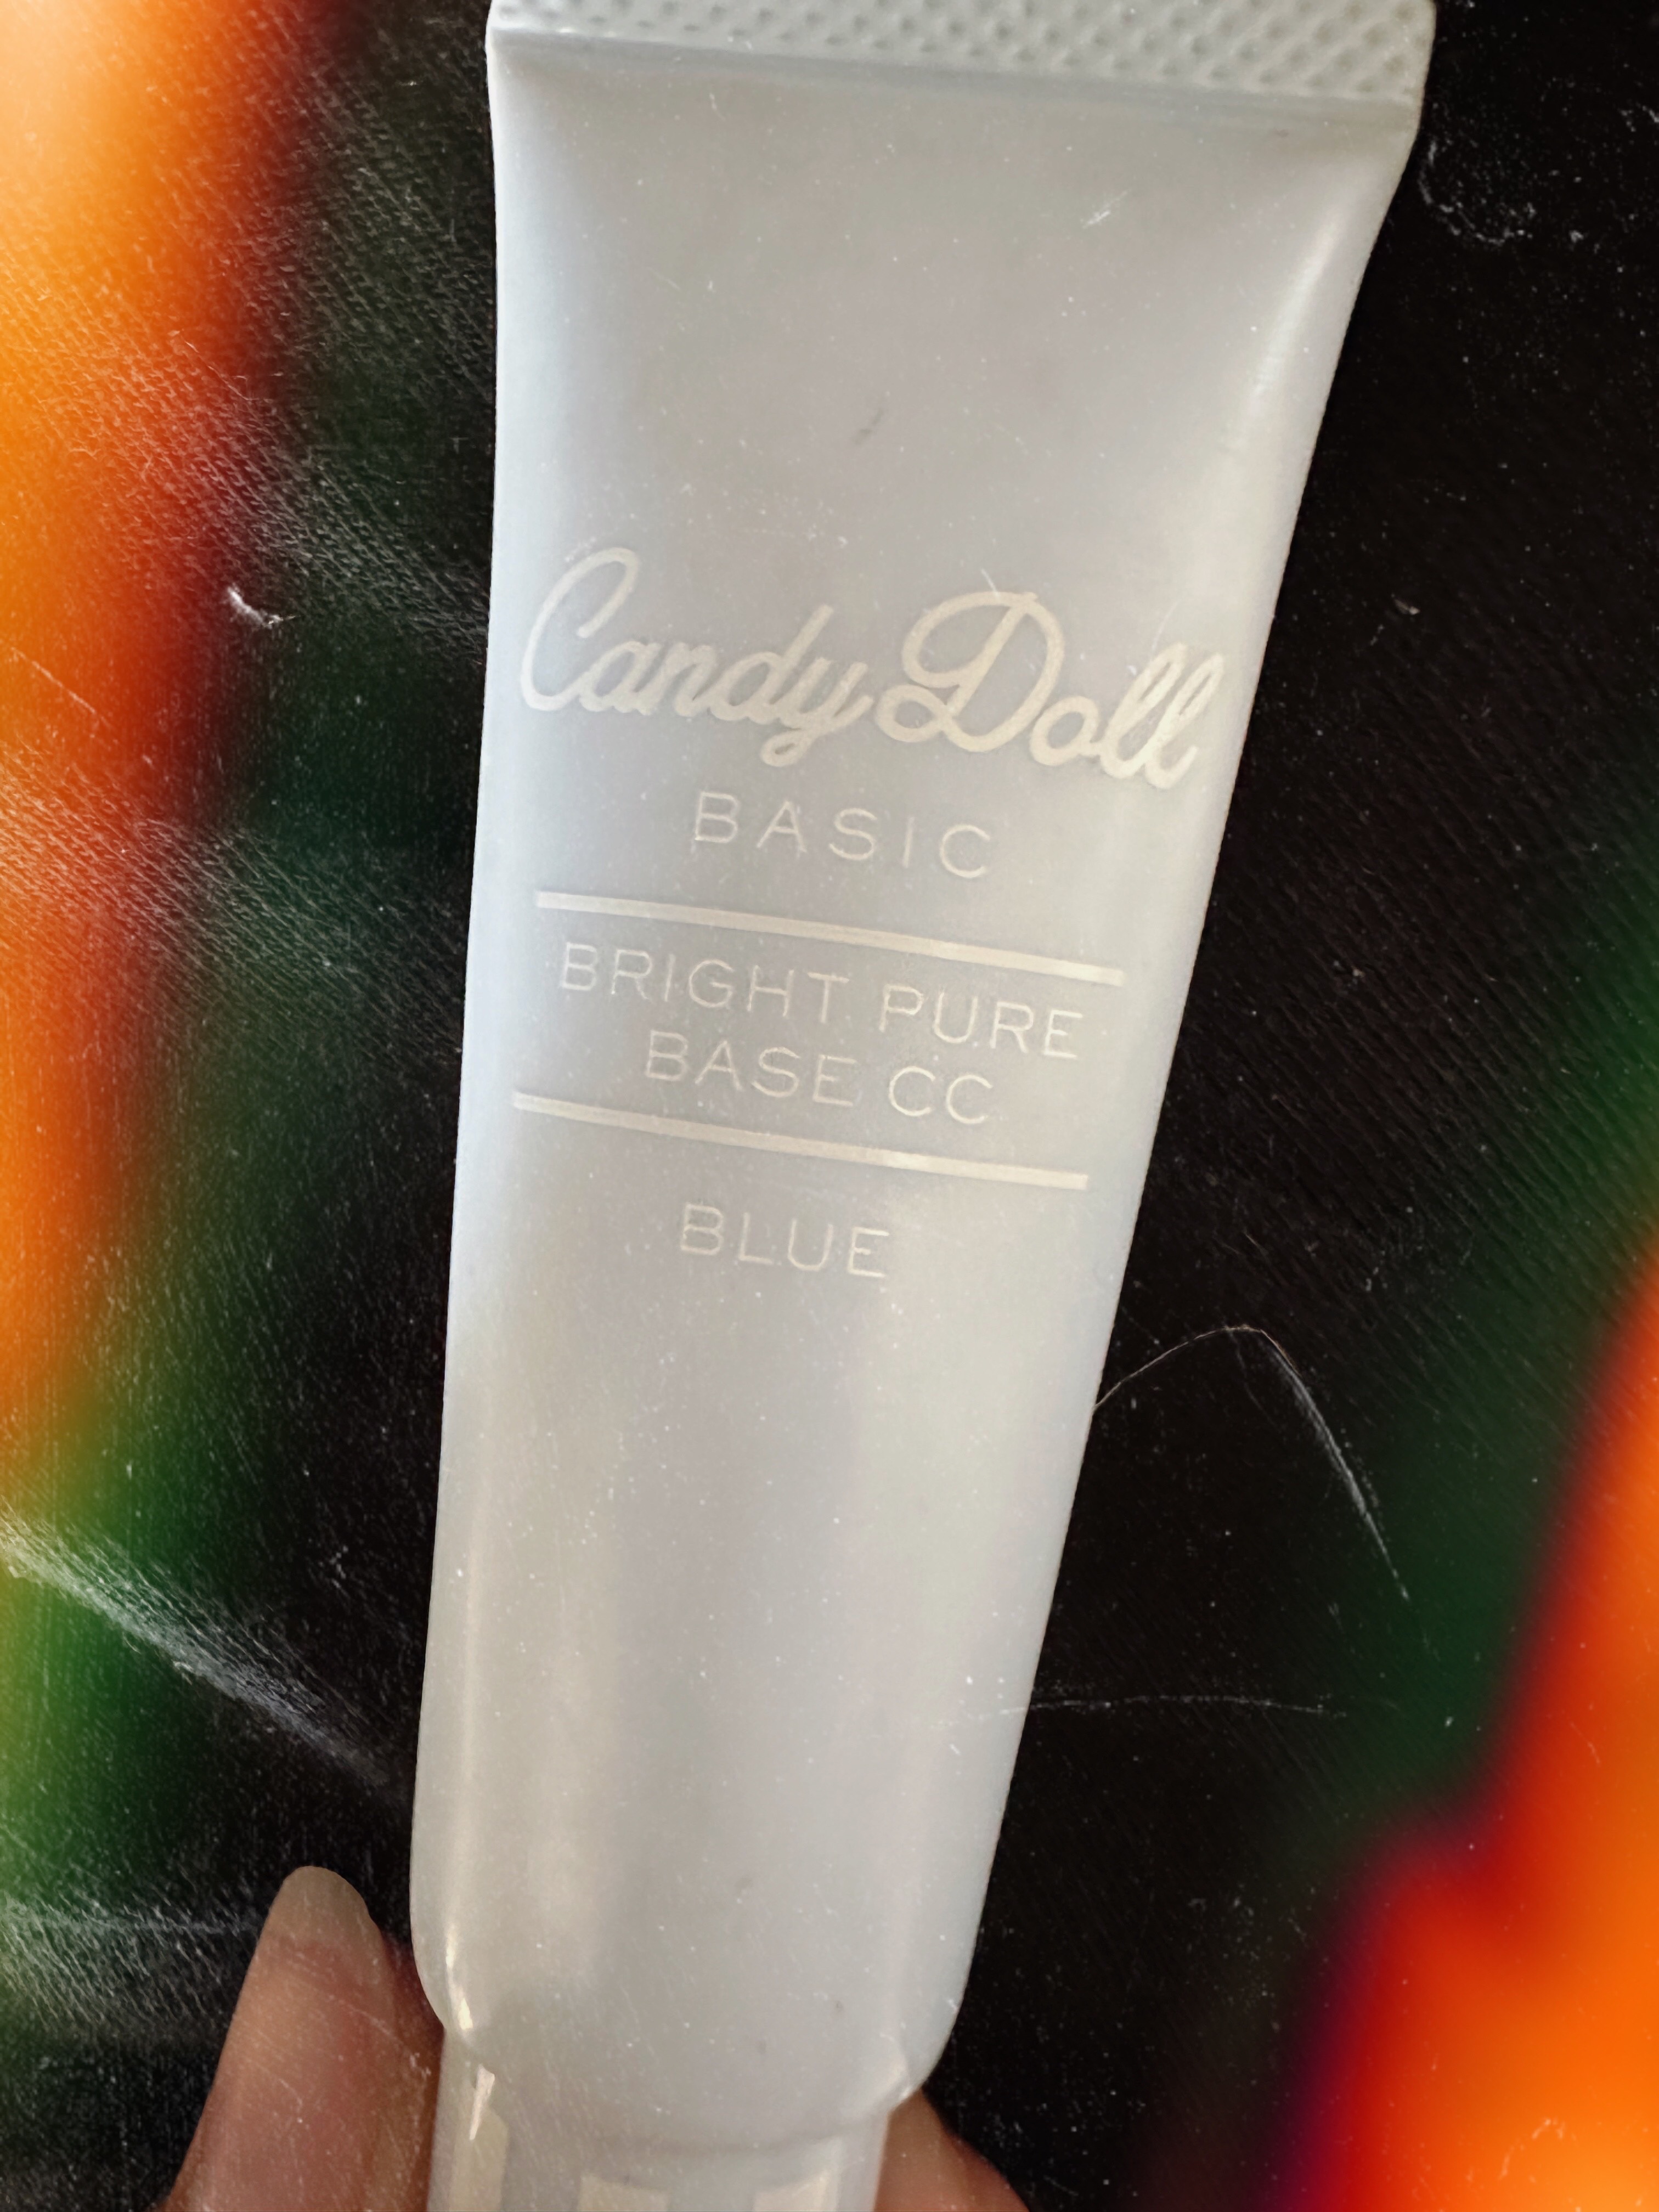 Candy Doll
BASIC
BRIGHT PURE
BASE CC
BLUE